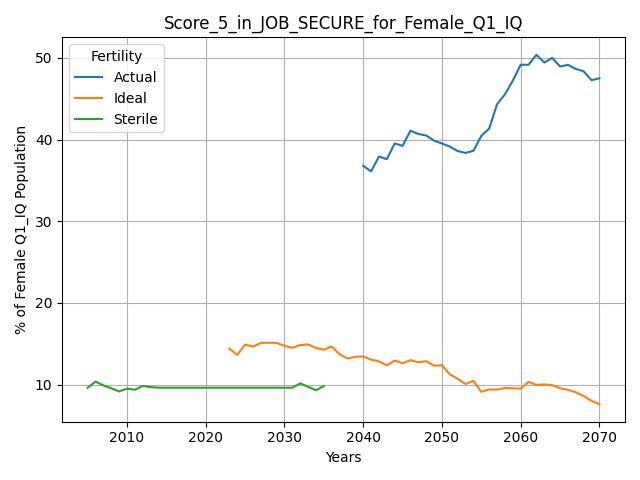 Score_5_in_JOB_SECURE_for_Female_Q1_IQ
Fertility
Actual
Ideal
Sterile
% of Female Q1_IQ Population
50
40
30
20
10
2010 2020 2030 2040 2050 2060 2070
Years